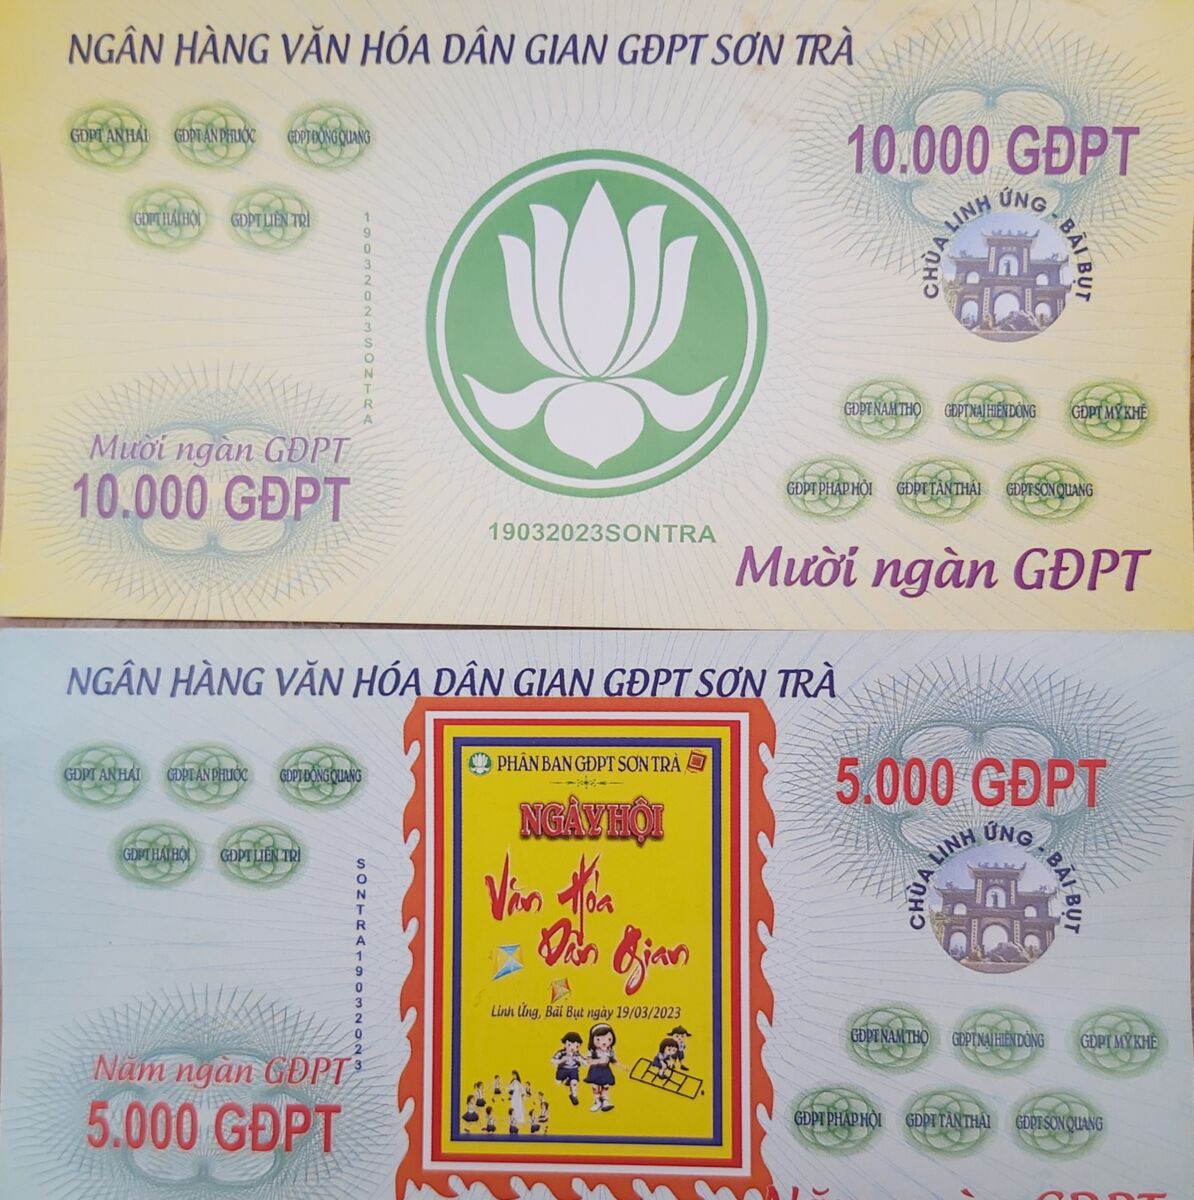 NGÂN HÀNG VĂN HÓA DÂN GIAN GĐPT SƠN TRÀ
GĐPT AN HẢI
GĐPT AN PHƯỚC
GĐPT ĐÔNG QUANG
10.000 GĐPT
GĐPT HẢI HỘI
GĐPT LIÊN TRÌ
CHÙA LINH ỨNG - BÃI BỤT
19032023SONTRA
GĐPT NAM THỌ
GĐPT NẠI HIÊN ĐÔNG
GĐPT MỸ KHÊ
Mười ngàn GĐPT
10.000 GĐPT
GĐPT PHÁP HỘI
GĐPT TÂN THÁI
GĐPT SƠN QUANG
19032023SONTRA
Mười ngàn GĐPT
NGÂN HÀNG VĂN HÓA DÂN GIAN GĐPT SƠN TRÀ
GĐPT AN HẢI
GĐPT AN PHƯỚC
GĐPT ĐÔNG QUANG
PHÂN BAN GĐPT SƠN TRÀ
5.000 GĐPT
NGÀY HỘI
GĐPT HẢI HỘI
GĐPT LIÊN TRÌ
CHÙA LINH ỨNG - BÃI BỤT
SONTRA19032023
Văn Hóa
Dân Gian
Linh Ứng, Bãi Bụt ngày 19/03/2023
GĐPT NAM THỌ
GĐPT NẠI HIÊN ĐÔNG
GĐPT MỸ KHÊ
Năm ngàn GĐPT
5.000 GĐPT
GĐPT PHÁP HỘI
GĐPT TÂN THÁI
GĐPT SƠN QUANG
Năm ngàn GĐPT